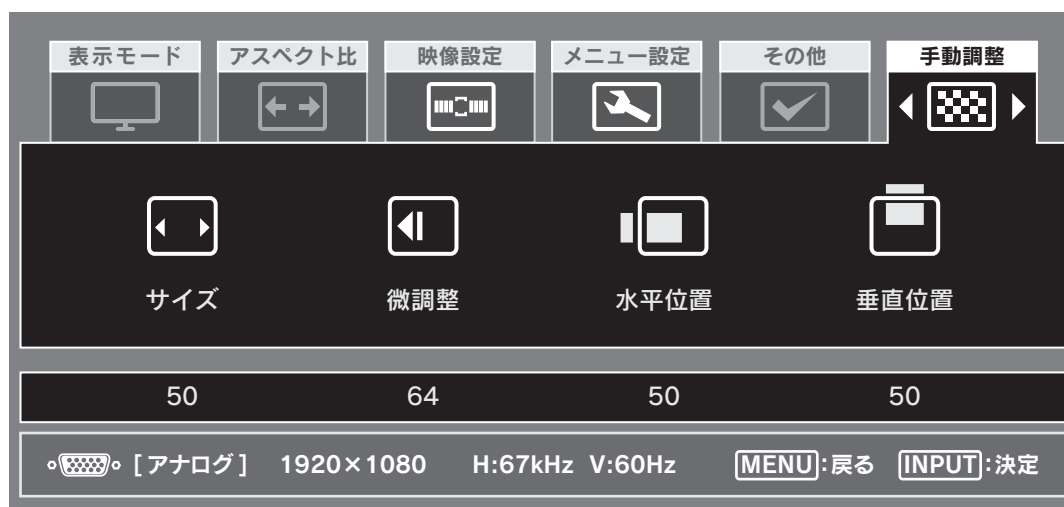 表示モード アスペクト比 映像設定 メニュー設定 その他 手動調整
サイズ 微調整 水平位置 垂直位置
50 64 50 50
[アナログ] 1920×1080 H:67kHz V:60Hz MENU:戻る INPUT:決定